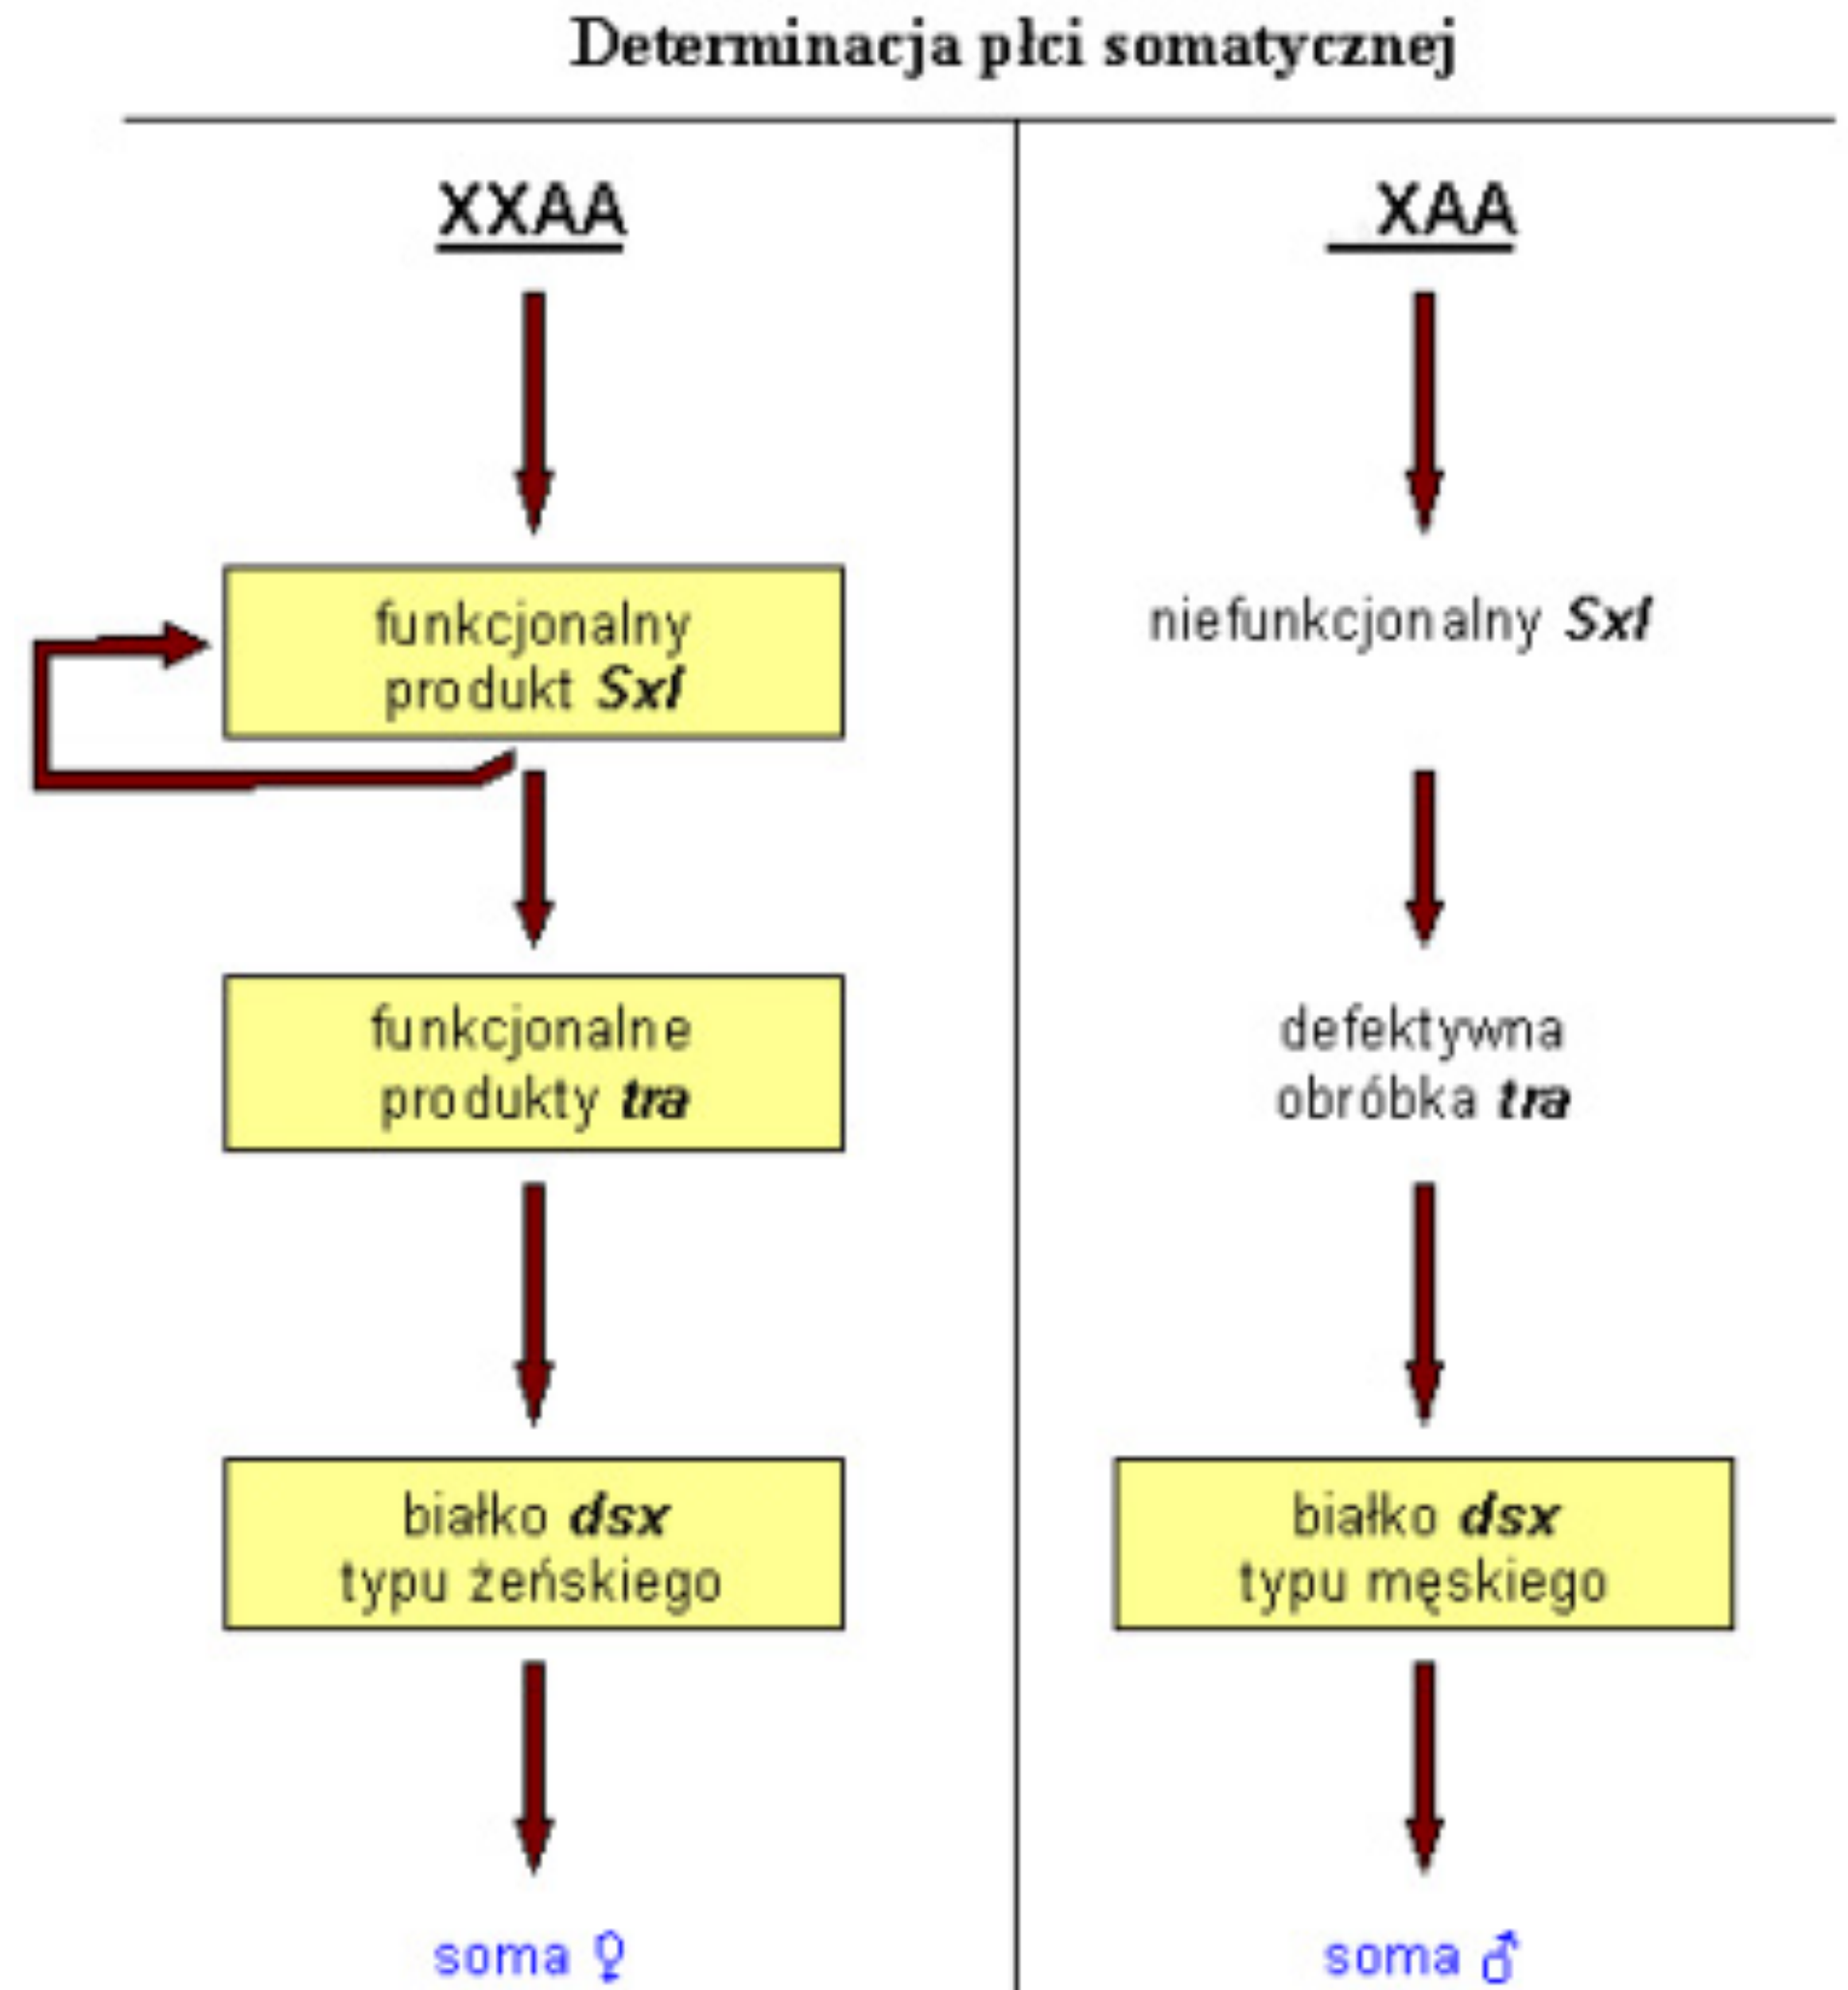 Determinacja płci somatycznej
XXAA
funkcjonalny
produkt Sxl
funkcjonalne
produkty tra
białko dsx
typu żeńskiego
soma ♀
XAA
niefunkcjonalny Sxl
defektywna
obróbka tra
białko dsx
typu męskiego
soma ♂